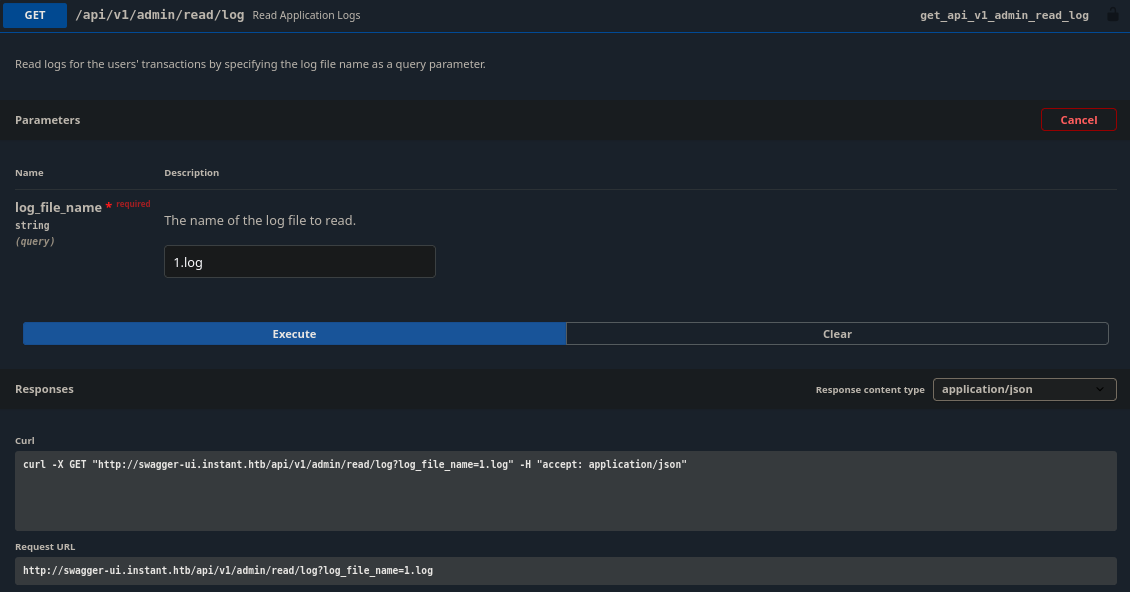 GET /api/v1/admin/read/log Read Application Logs get_api_v1_admin_read_log
Read logs for the users' transactions by specifying the log file name as a query parameter.
Parameters Cancel
Name Description
log_file_name * required
string
(query)
The name of the log file to read.
1.log
Execute Clear
Responses Response content type application/json
Curl
curl -X GET "http://swagger-ui.instant.htb/api/v1/admin/read/log?log_file_name=1.log" -H "accept: application/json"
Request URL
http://swagger-ui.instant.htb/api/v1/admin/read/log?log_file_name=1.log